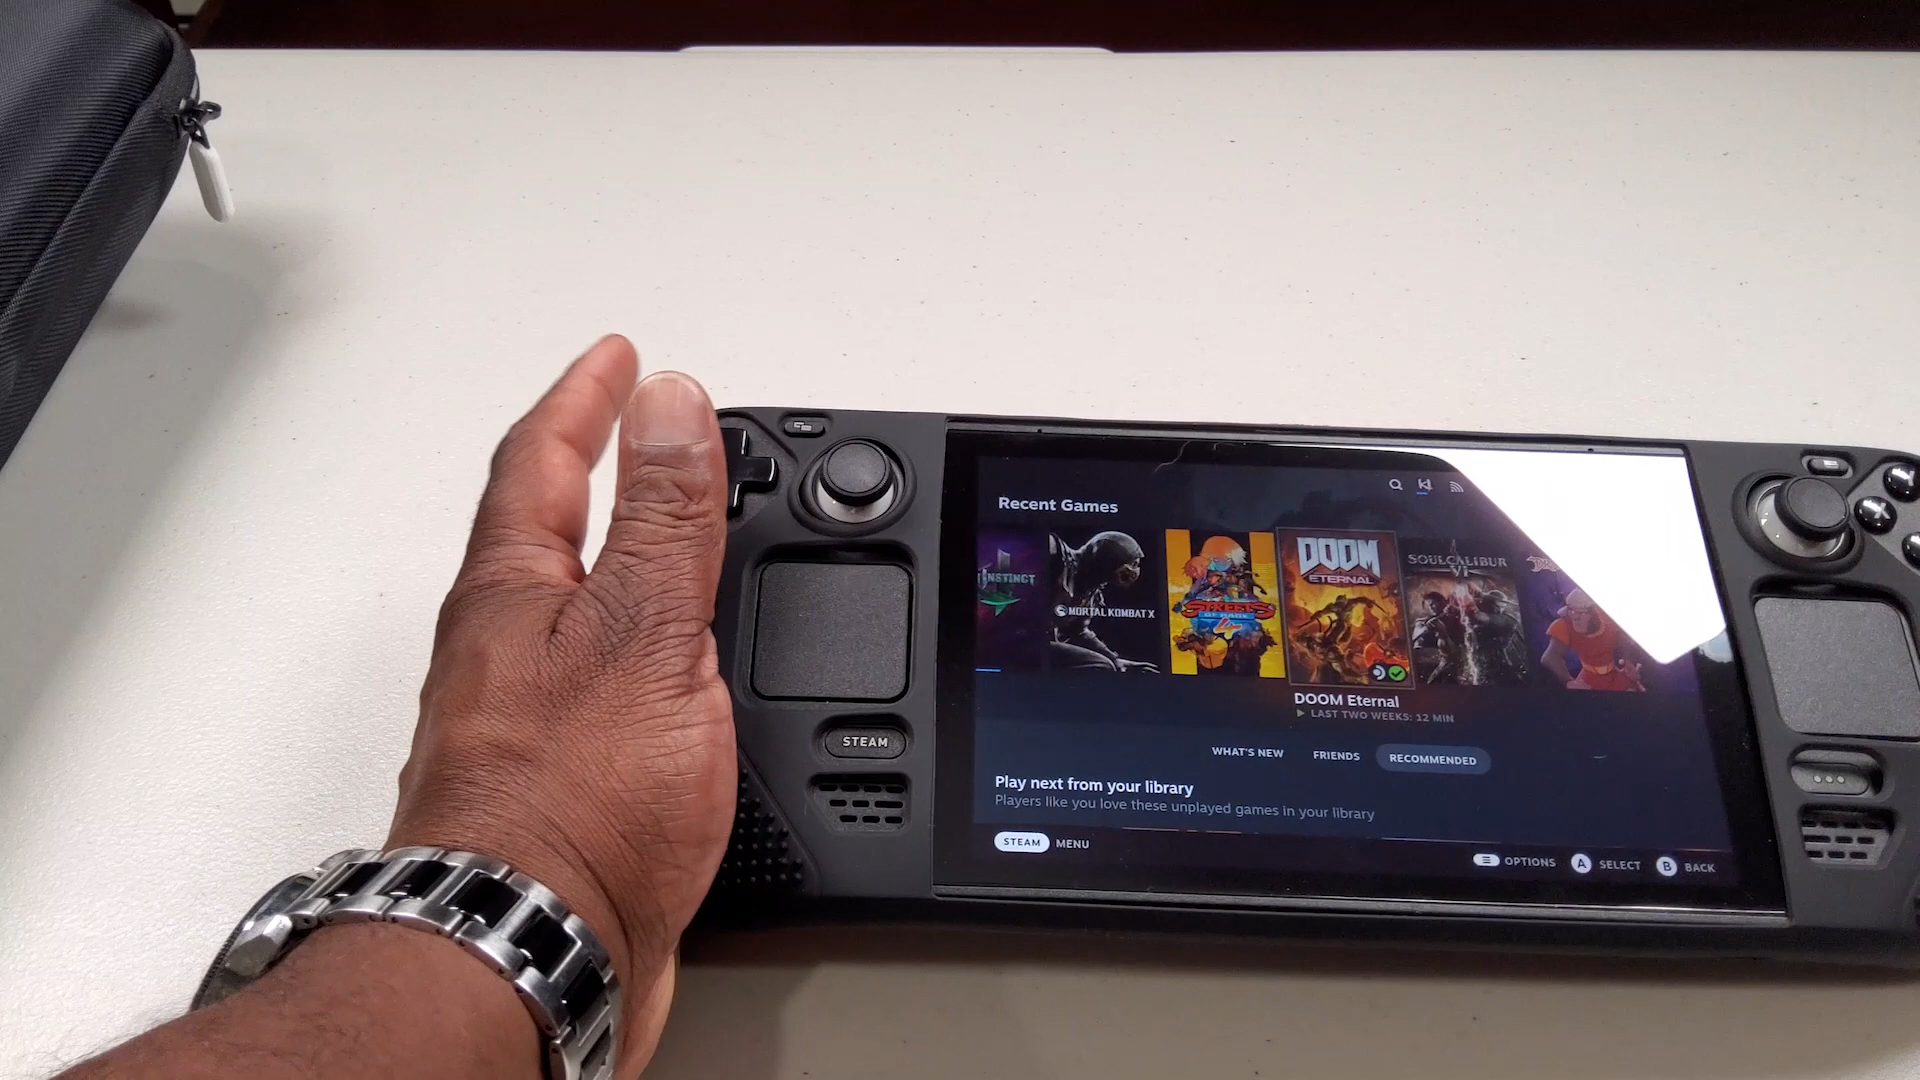 Recent Games
INSTINCT
MORTAL KOMBAT X
STREETS
OF RAGE
4
DOOM
ETERNAL
SOULCALIBUR
VI
DOOM Eternal
LAST TWO WEEKS: 12 MIN
WHAT'S NEW
FRIENDS
RECOMMENDED
Play next from your library
Players like you love these unplayed games in your library
STEAM MENU
OPTIONS
A SELECT
B BACK
STEAM
Y
X